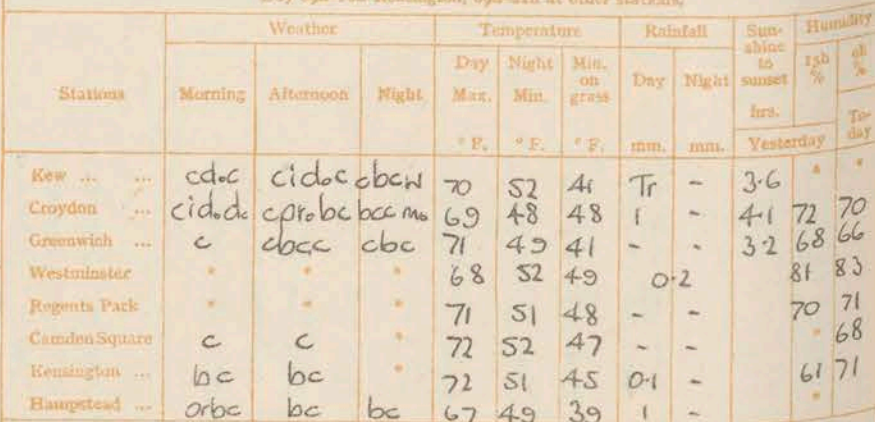 Weather Temperature Rainfall Sun-shine to sunset Humidity
Stations Morning Afternoon Night Day Max. Night Min. Min. on grass Day Night hrs. 15h % 9h %
° F. ° F. ° F. mm. mm. Yesterday To-day
Kew ... ... cd.c cid.c cbcw 70 52 41 Tr - 3.6 * *
Croydon ... cid.d. cpr.bc bcc m. 69 48 48 1 - 4.1 72 70
Greenwich ... c cbcc cbc 71 49 41 - - 3.2 68 66
Westminster * * * 68 52 49 0.2 81 83
Regents Park * * * 71 51 48 - - 70 71
Camden Square c c * 72 52 47 - - * 68
Kensington ... bc bc * 72 51 45 0.1 - 61 71
Hampstead ... orbc bc bc 67 49 39 1 - *